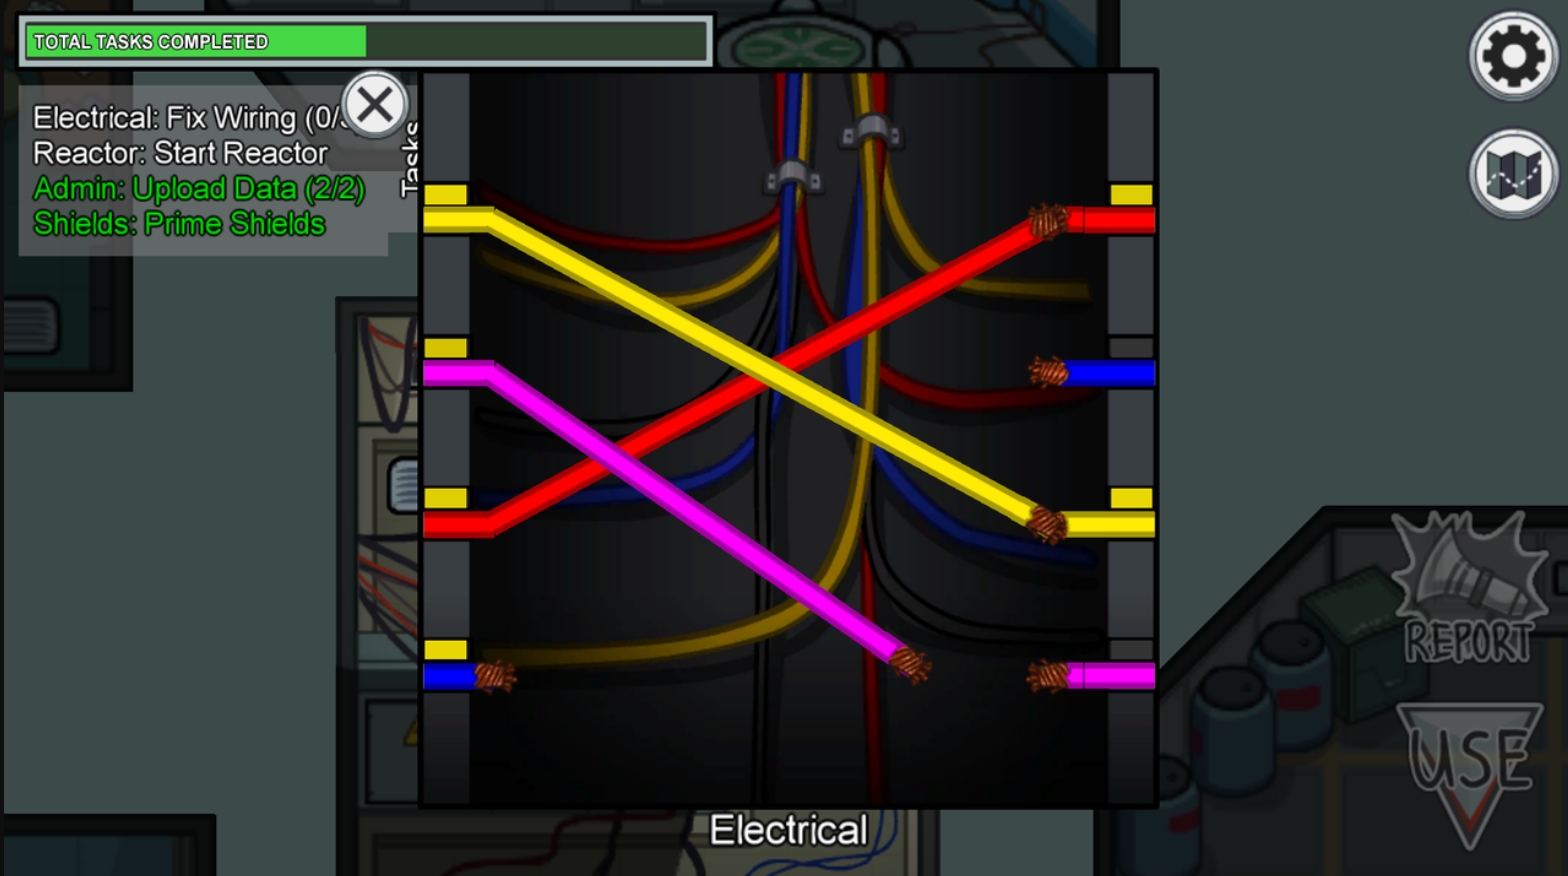 TOTAL TASKS COMPLETED
Electrical: Fix Wiring (0/
Reactor: Start Reactor
Admin: Upload Data (2/2)
Shields: Prime Shields
Tasks
REPORT
USE
Electrical